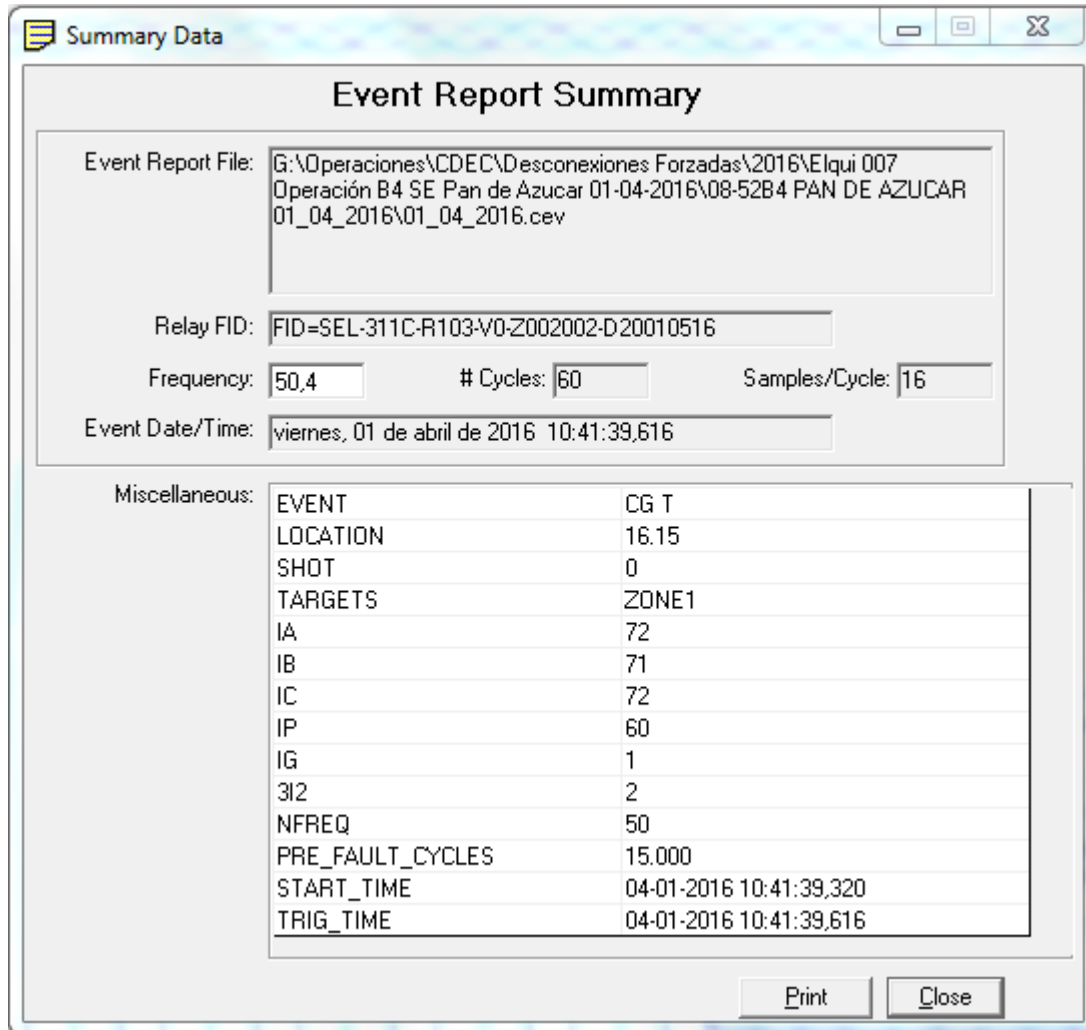 Summary Data
Event Report Summary
Event Report File: G:\Operaciones\CDEC\Desconexiones Forzadas\2016\Elqui 007
Operación B4 SE Pan de Azucar 01-04-2016\08-52B4 PAN DE AZUCAR
01_04_2016\01_04_2016.cev
Relay FID: FID=SEL-311C-R103-V0-Z002002-D20010516
Frequency: 50,4 # Cycles: 60 Samples/Cycle: 16
Event Date/Time: viernes, 01 de abril de 2016 10:41:39,616
Miscellaneous:
EVENT CG T
LOCATION 16.15
SHOT 0
TARGETS ZONE1
IA 72
IB 71
IC 72
IP 60
IG 1
3I2 2
NFREQ 50
PRE_FAULT_CYCLES 15.000
START_TIME 04-01-2016 10:41:39,320
TRIG_TIME 04-01-2016 10:41:39,616
Print Close